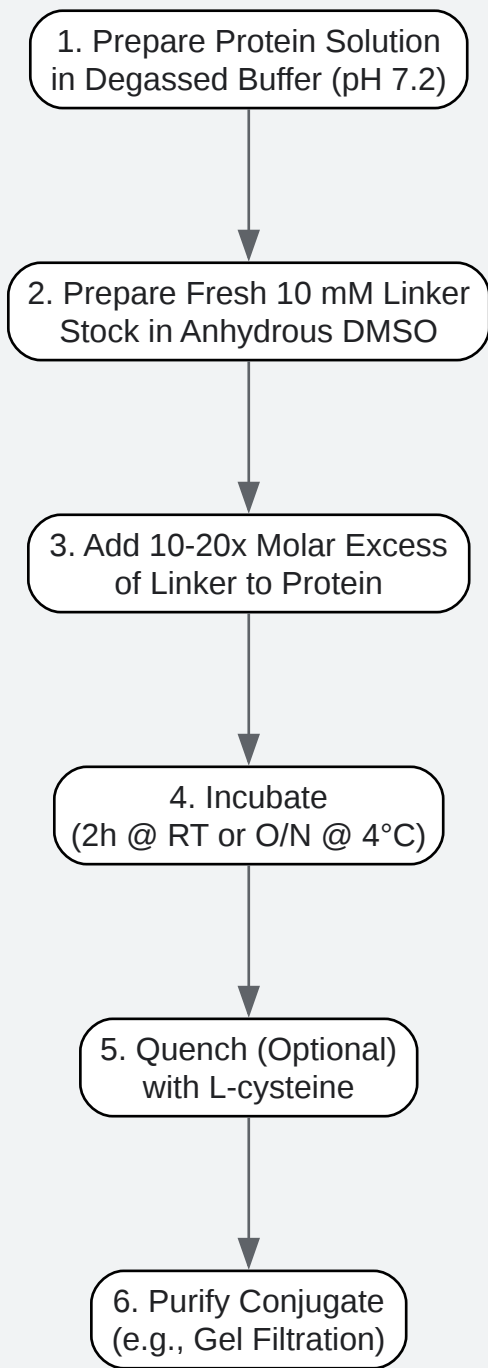 1. Prepare Protein Solution
in Degassed Buffer (pH 7.2)
2. Prepare Fresh 10 mM Linker
Stock in Anhydrous DMSO
3. Add 10-20x Molar Excess
of Linker to Protein
4. Incubate
(2h @ RT or O/N @ 4°C)
5. Quench (Optional)
with L-cysteine
6. Purify Conjugate
(e.g., Gel Filtration)